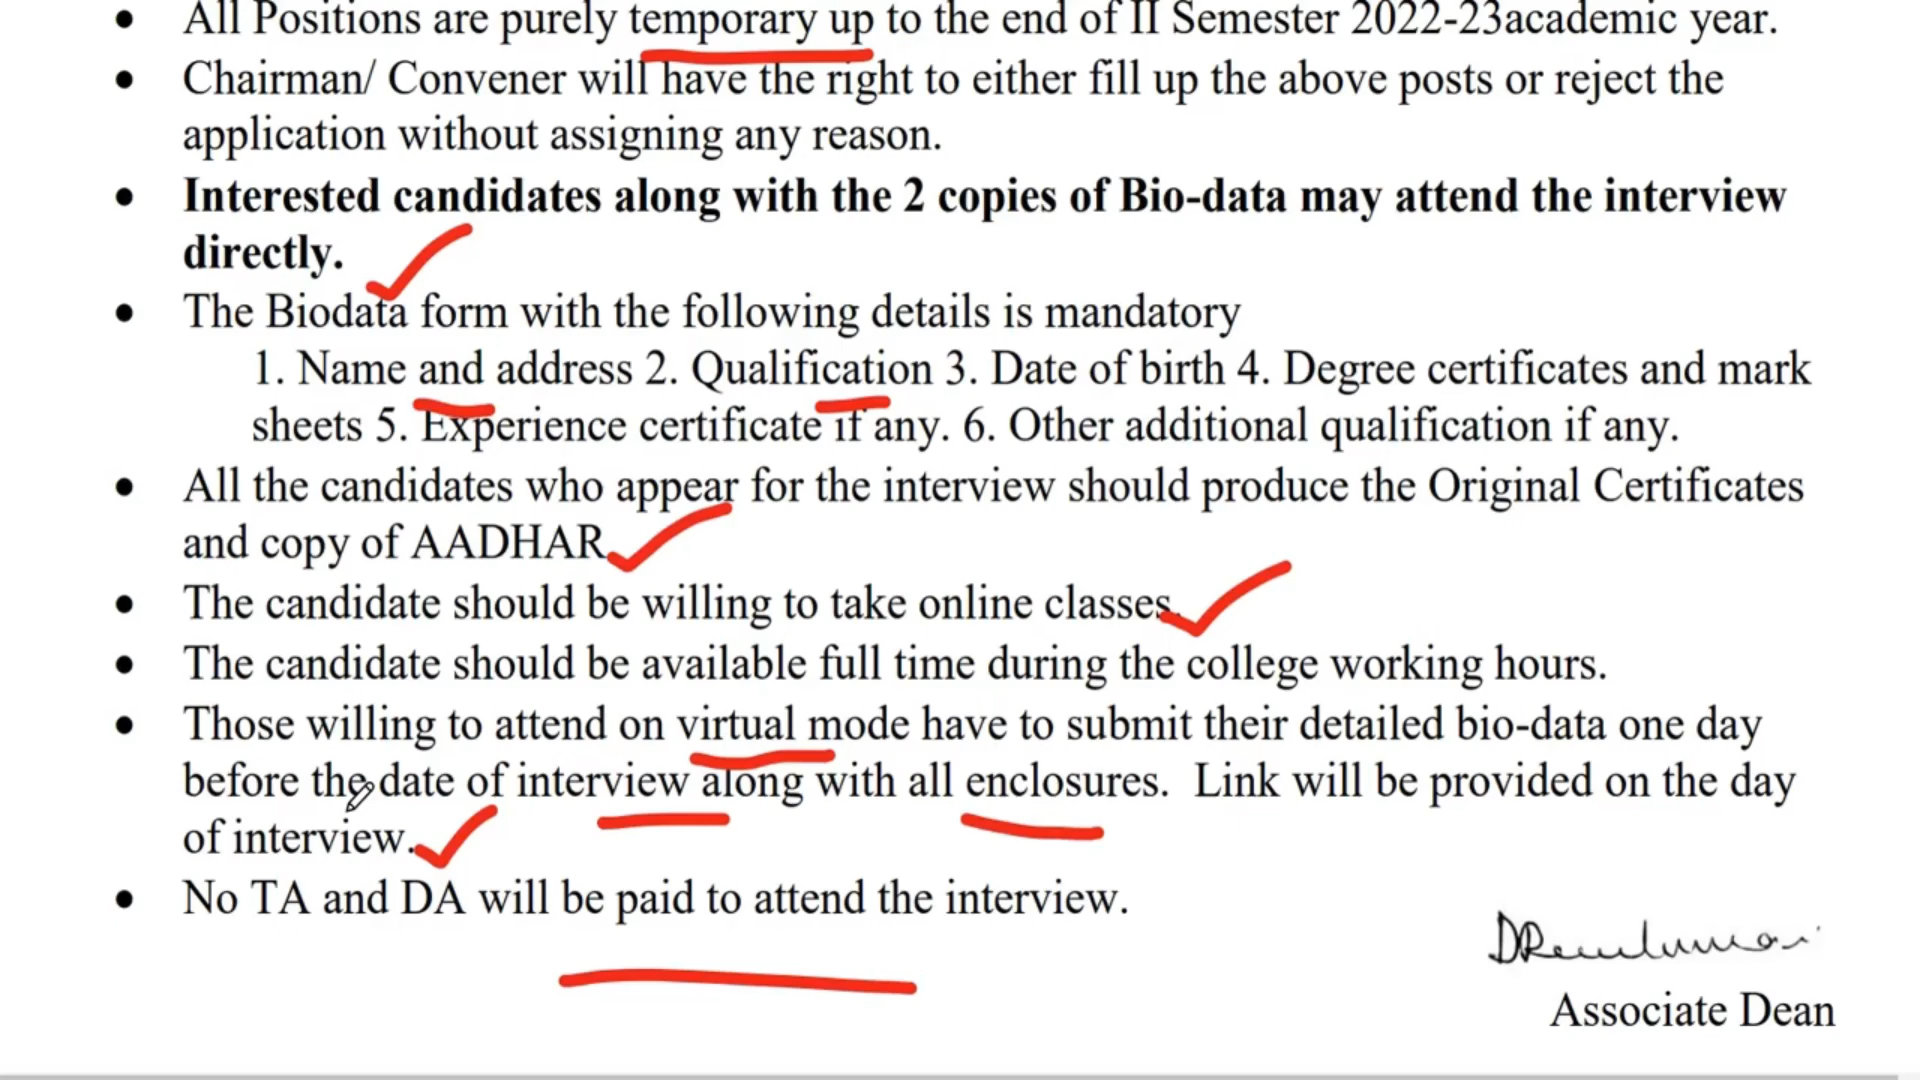 • All Positions are purely temporary up to the end of II Semester 2022-23academic year.
• Chairman/ Convener will have the right to either fill up the above posts or reject the
application without assigning any reason.
• Interested candidates along with the 2 copies of Bio-data may attend the interview
directly.
• The Biodata form with the following details is mandatory
1. Name and address 2. Qualification 3. Date of birth 4. Degree certificates and mark
sheets 5. Experience certificate if any. 6. Other additional qualification if any.
• All the candidates who appear for the interview should produce the Original Certificates
and copy of AADHAR
• The candidate should be willing to take online classes.
• The candidate should be available full time during the college working hours.
• Those willing to attend on virtual mode have to submit their detailed bio-data one day
before the date of interview along with all enclosures. Link will be provided on the day
of interview.
• No TA and DA will be paid to attend the interview.
Associate Dean